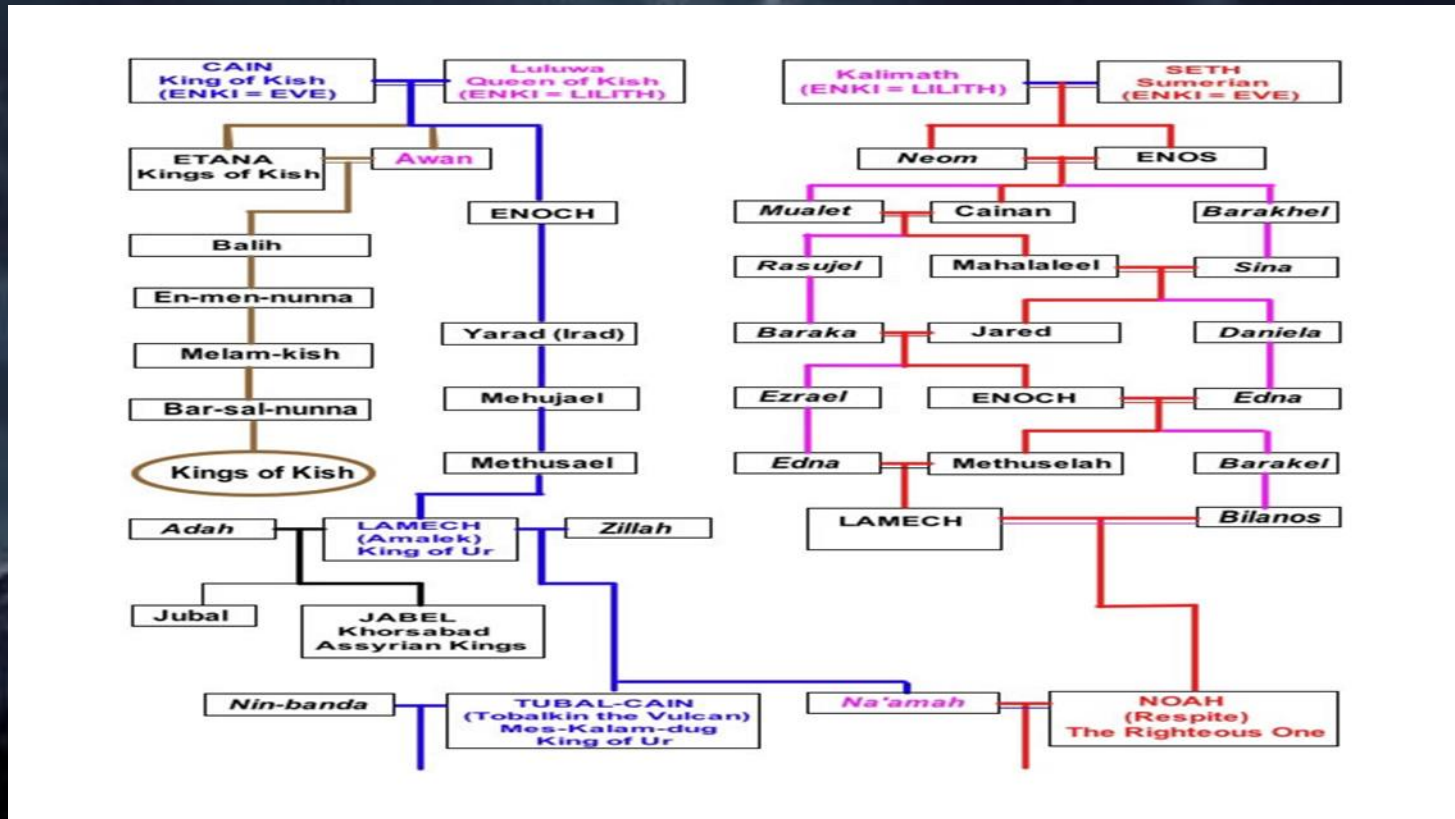 CAIN
King of Kish
(ENKI = EVE)
Luluwa
Queen of Kish
(ENKI = LILITH)
Kalimath
(ENKI = LILITH)
SETH
Sumerian
(ENKI = EVE)
ETANA
Kings of Kish
Awan
Neom
ENOS
ENOCH
Mualet
Cainan
Barakhel
Balih
Rasujel
Mahalaleel
Sina
En-men-nunna
Yarad (Irad)
Baraka
Jared
Daniela
Melam-kish
Mehujael
Ezrael
ENOCH
Edna
Bar-sal-nunna
Kings of Kish
Methusael
Edna
Methuselah
Barakel
Adah
LAMECH
(Amalek)
King of Ur
Zillah
LAMECH
Bilanos
Jubal
JABEL
Khorsabad
Assyrian Kings
Nin-banda
TUBAL-CAIN
(Tobalkin the Vulcan)
Mes-Kalam-dug
King of Ur
Na'amah
NOAH
(Respite)
The Righteous One